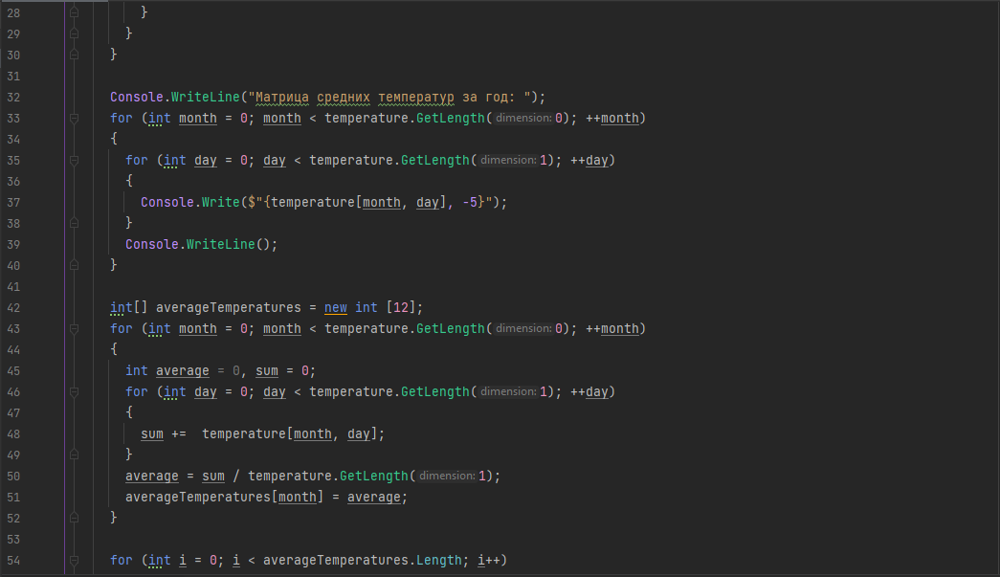 28 }
29 }
30 }
31
32 Console.WriteLine("Матрица средних температур за год: ");
33 for (int month = 0; month < temperature.GetLength( dimension: 0); ++month)
34 {
35 for (int day = 0; day < temperature.GetLength( dimension: 1); ++day)
36 {
37 Console.Write($"{temperature[month, day], -5}");
38 }
39 Console.WriteLine();
40 }
41
42 int[] averageTemperatures = new int [12];
43 for (int month = 0; month < temperature.GetLength( dimension: 0); ++month)
44 {
45 int average = 0, sum = 0;
46 for (int day = 0; day < temperature.GetLength( dimension: 1); ++day)
47 {
48 sum +=  temperature[month, day];
49 }
50 average = sum / temperature.GetLength( dimension: 1);
51 averageTemperatures[month] = average;
52 }
53
54 for (int i = 0; i < averageTemperatures.Length; i++)